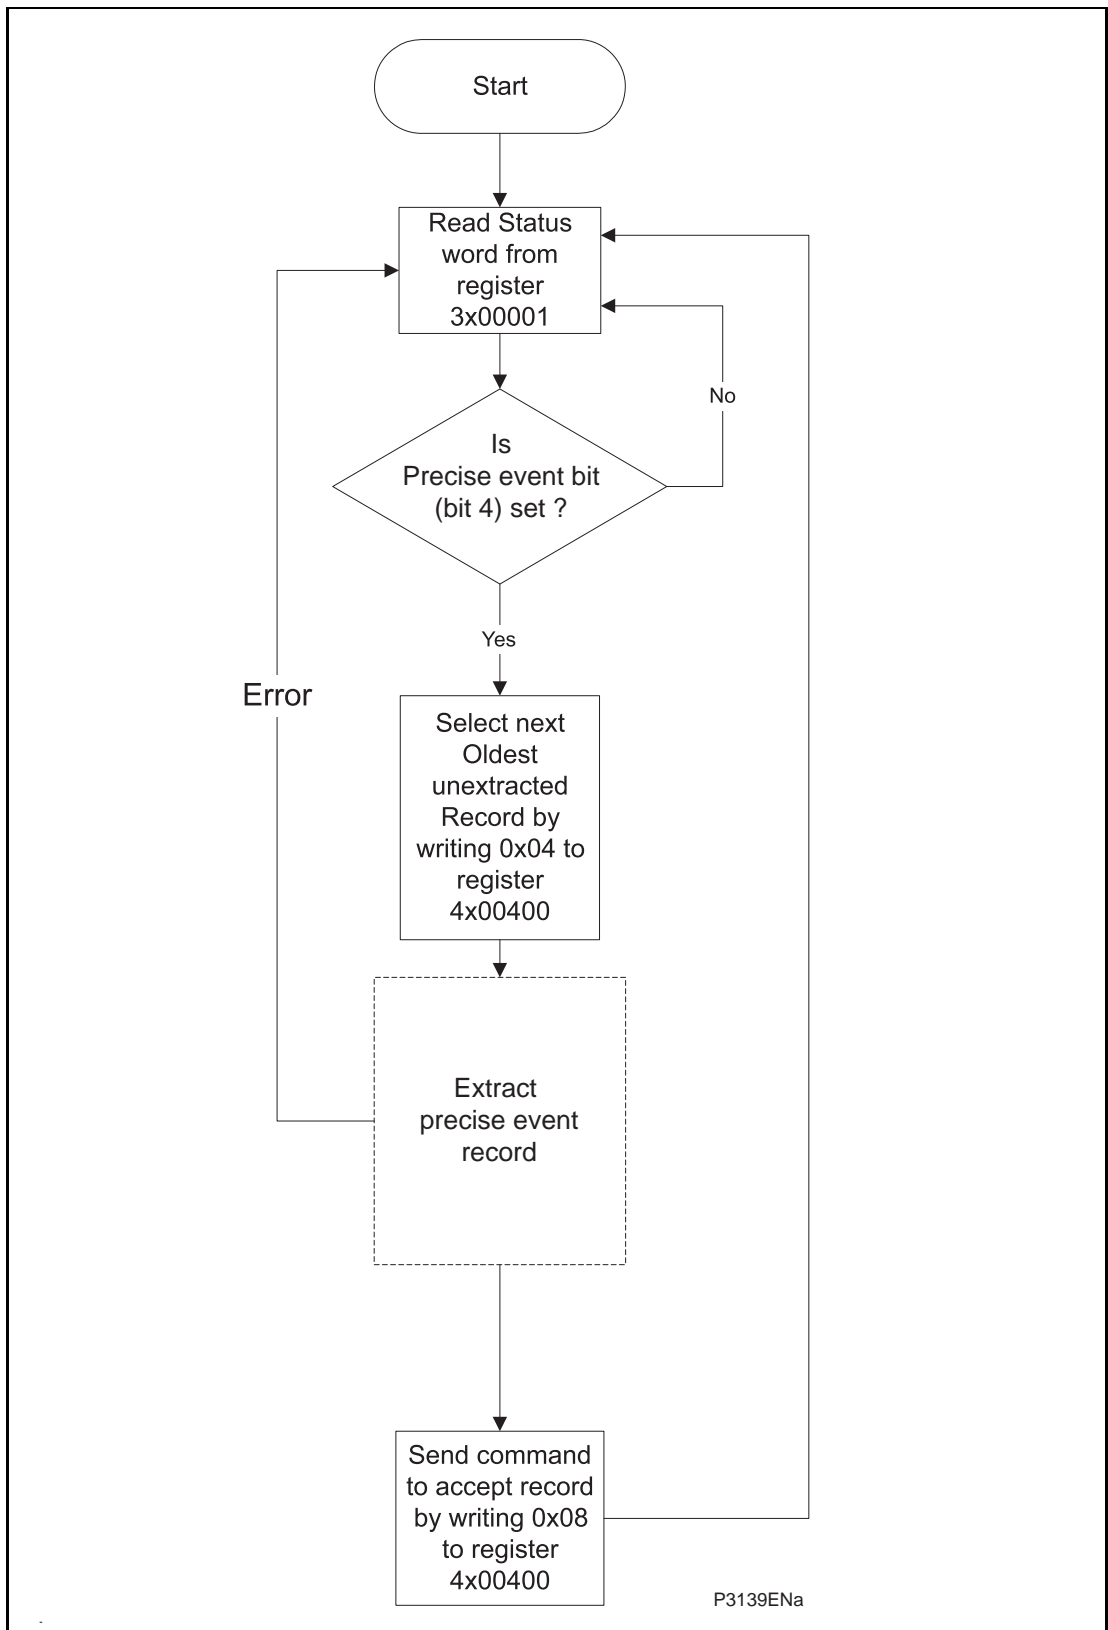 Start
Read Status
word from
register
3x00001
No
Is
Precise event bit
(bit 4) set ?
Yes
Error
Select next
Oldest
unextracted
Record by
writing 0x04 to
register
4x00400
Extract
precise event
record
Send command
to accept record
by writing 0x08
to register
4x00400
P3139ENa